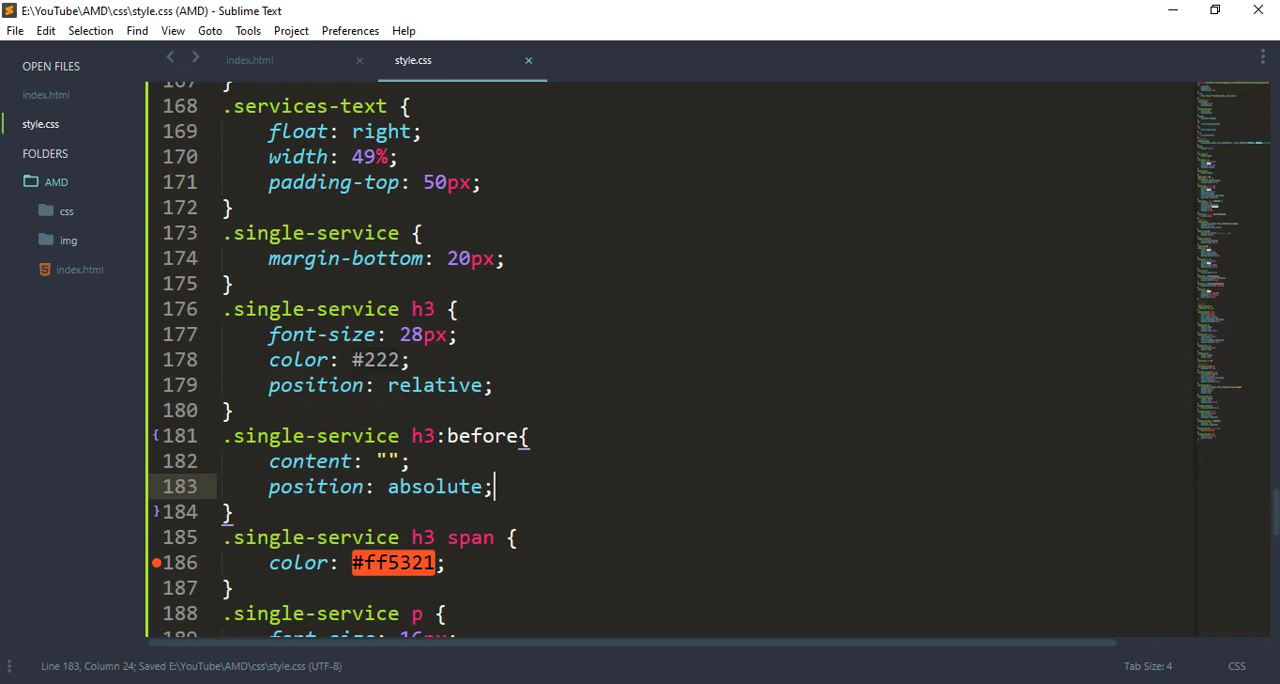 E:\YouTube\AMD\css\style.css (AMD) - Sublime Text
File Edit Selection Find View Goto Tools Project Preferences Help
OPEN FILES
index.html
style.css
FOLDERS
AMD
css
img
index.html
index.html ×
style.css ×
167 }
168 .services-text {
169 float: right;
170 width: 49%;
171 padding-top: 50px;
172 }
173 .single-service {
174 margin-bottom: 20px;
175 }
176 .single-service h3 {
177 font-size: 28px;
178 color: #222;
179 position: relative;
180 }
181 .single-service h3:before{
182 content: "";
183 position: absolute;
184 }
185 .single-service h3 span {
186 color: #ff5321;
187 }
188 .single-service p {
189 font-size: 16px;
Line 183, Column 24; Saved E:\YouTube\AMD\css\style.css (UTF-8)
Tab Size: 4
CSS